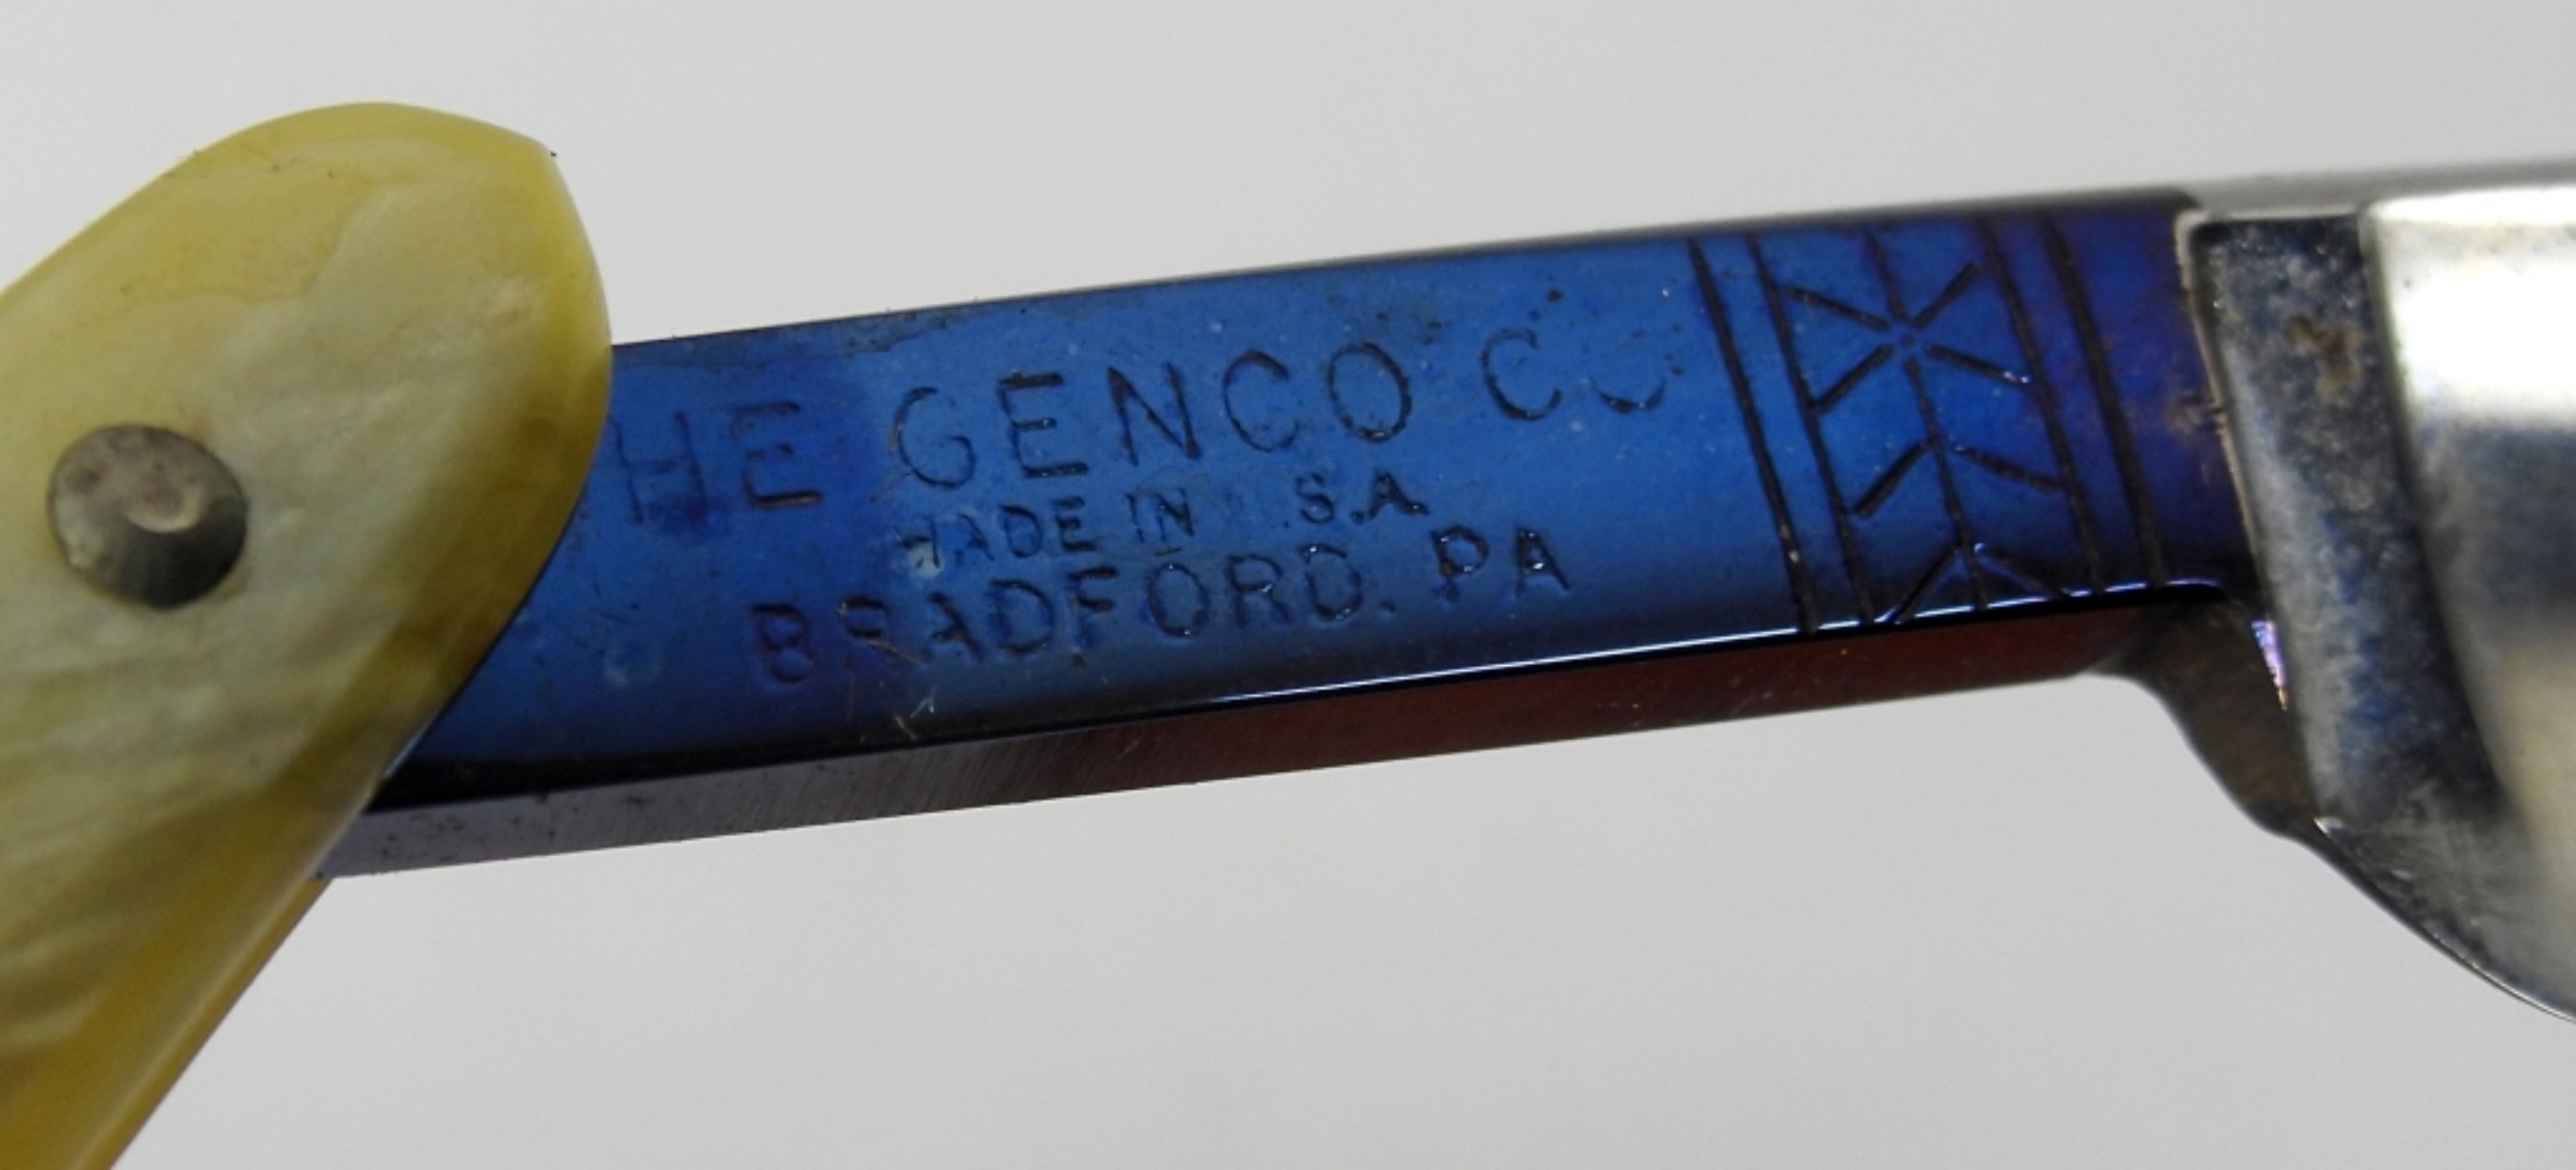 HE GENCO CO
MADE IN S.A.
BRADFORD. PA